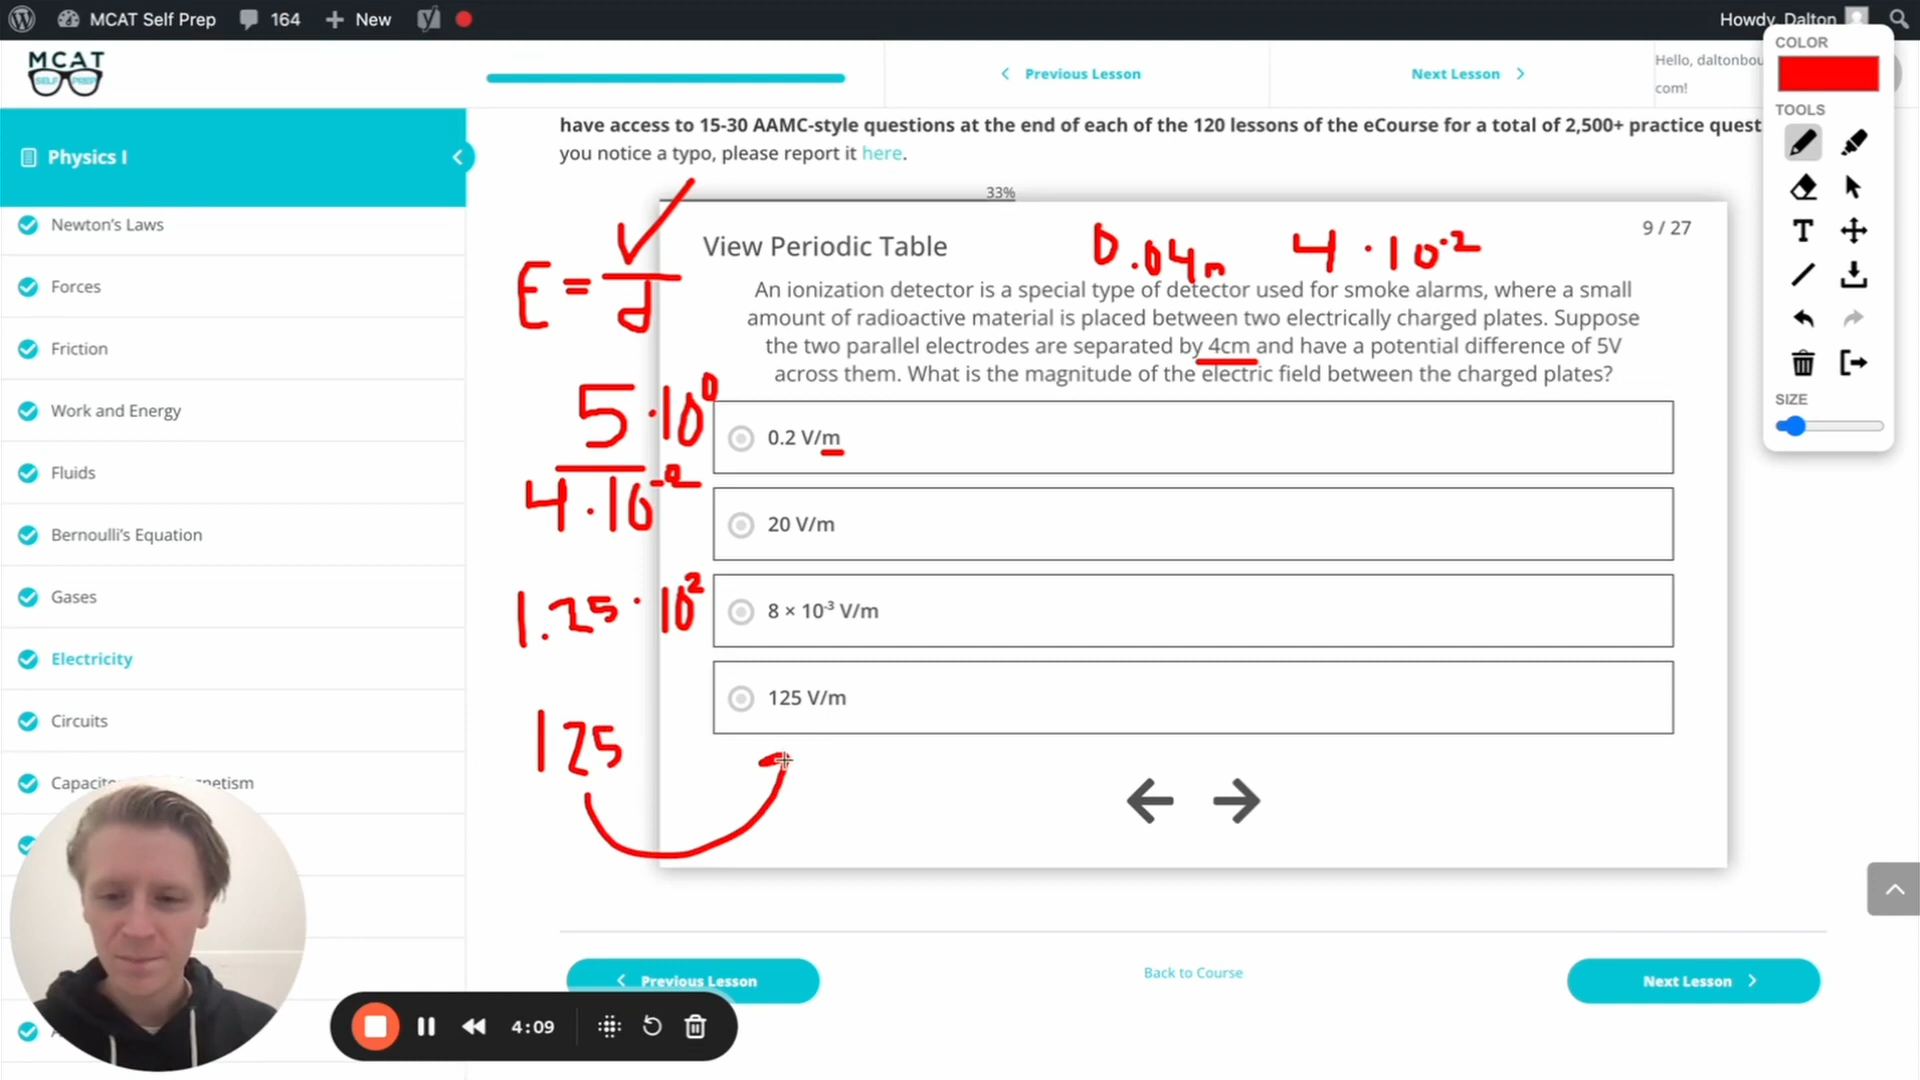 MCAT Self Prep
164
New
Howdy, Dalton
MCAT
SELF PREP
Previous Lesson
Next Lesson
Hello, daltonbou
com!
Physics I
Newton's Laws
Forces
Friction
Work and Energy
Fluids
Bernoulli's Equation
Gases
Electricity
Circuits
have access to 15-30 AAMC-style questions at the end of each of the 120 lessons of the eCourse for a total of 2,500+ practice quest
you notice a typo, please report it here.
33%
9 / 27
View Periodic Table
0.04m
4 · 10⁻²
An ionization detector is a special type of detector used for smoke alarms, where a small
amount of radioactive material is placed between two electrically charged plates. Suppose
the two parallel electrodes are separated by 4cm and have a potential difference of 5V
across them. What is the magnitude of the electric field between the charged plates?
E = V/d
5 · 10⁰
4 · 10⁻²
1.25 · 10²
125
0.2 V/m
20 V/m
8 × 10⁻³ V/m
125 V/m
Previous Lesson
Back to Course
Next Lesson
4:09
COLOR
TOOLS
T
SIZE